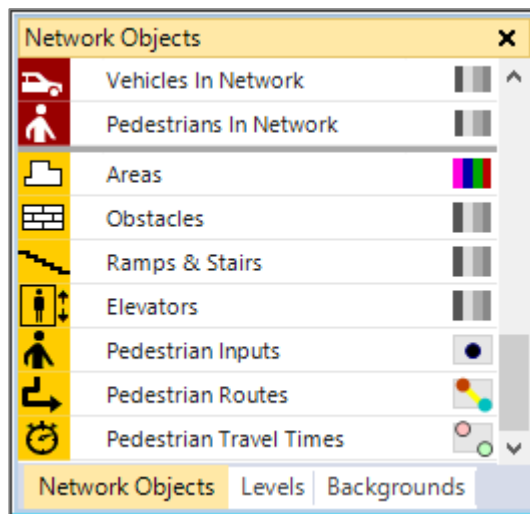 Network Objects
Vehicles In Network
Pedestrians In Network
Areas
Obstacles
Ramps & Stairs
Elevators
Pedestrian Inputs
Pedestrian Routes
Pedestrian Travel Times
Network Objects Levels Backgrounds